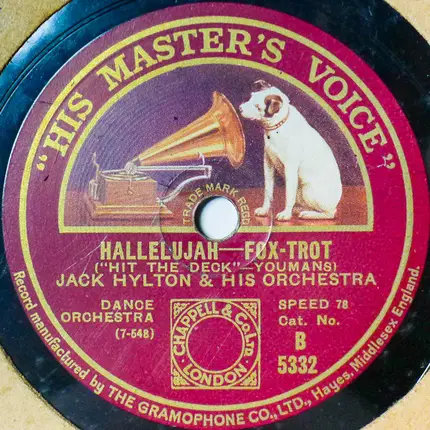 "HIS MASTER'S VOICE"
TRADE MARK REGD
HALLELUJAH—FOX-TROT
("HIT THE DECK"—YOUMANS)
JACK HYLTON & HIS ORCHESTRA
DANCE
ORCHESTRA
(7-548)
CHAPPELL & Co. LTD.
LONDON
SPEED 78
Cat. No.
B
5332
Record manufactured by THE GRAMOPHONE CO., LTD., Hayes, Middlesex England.